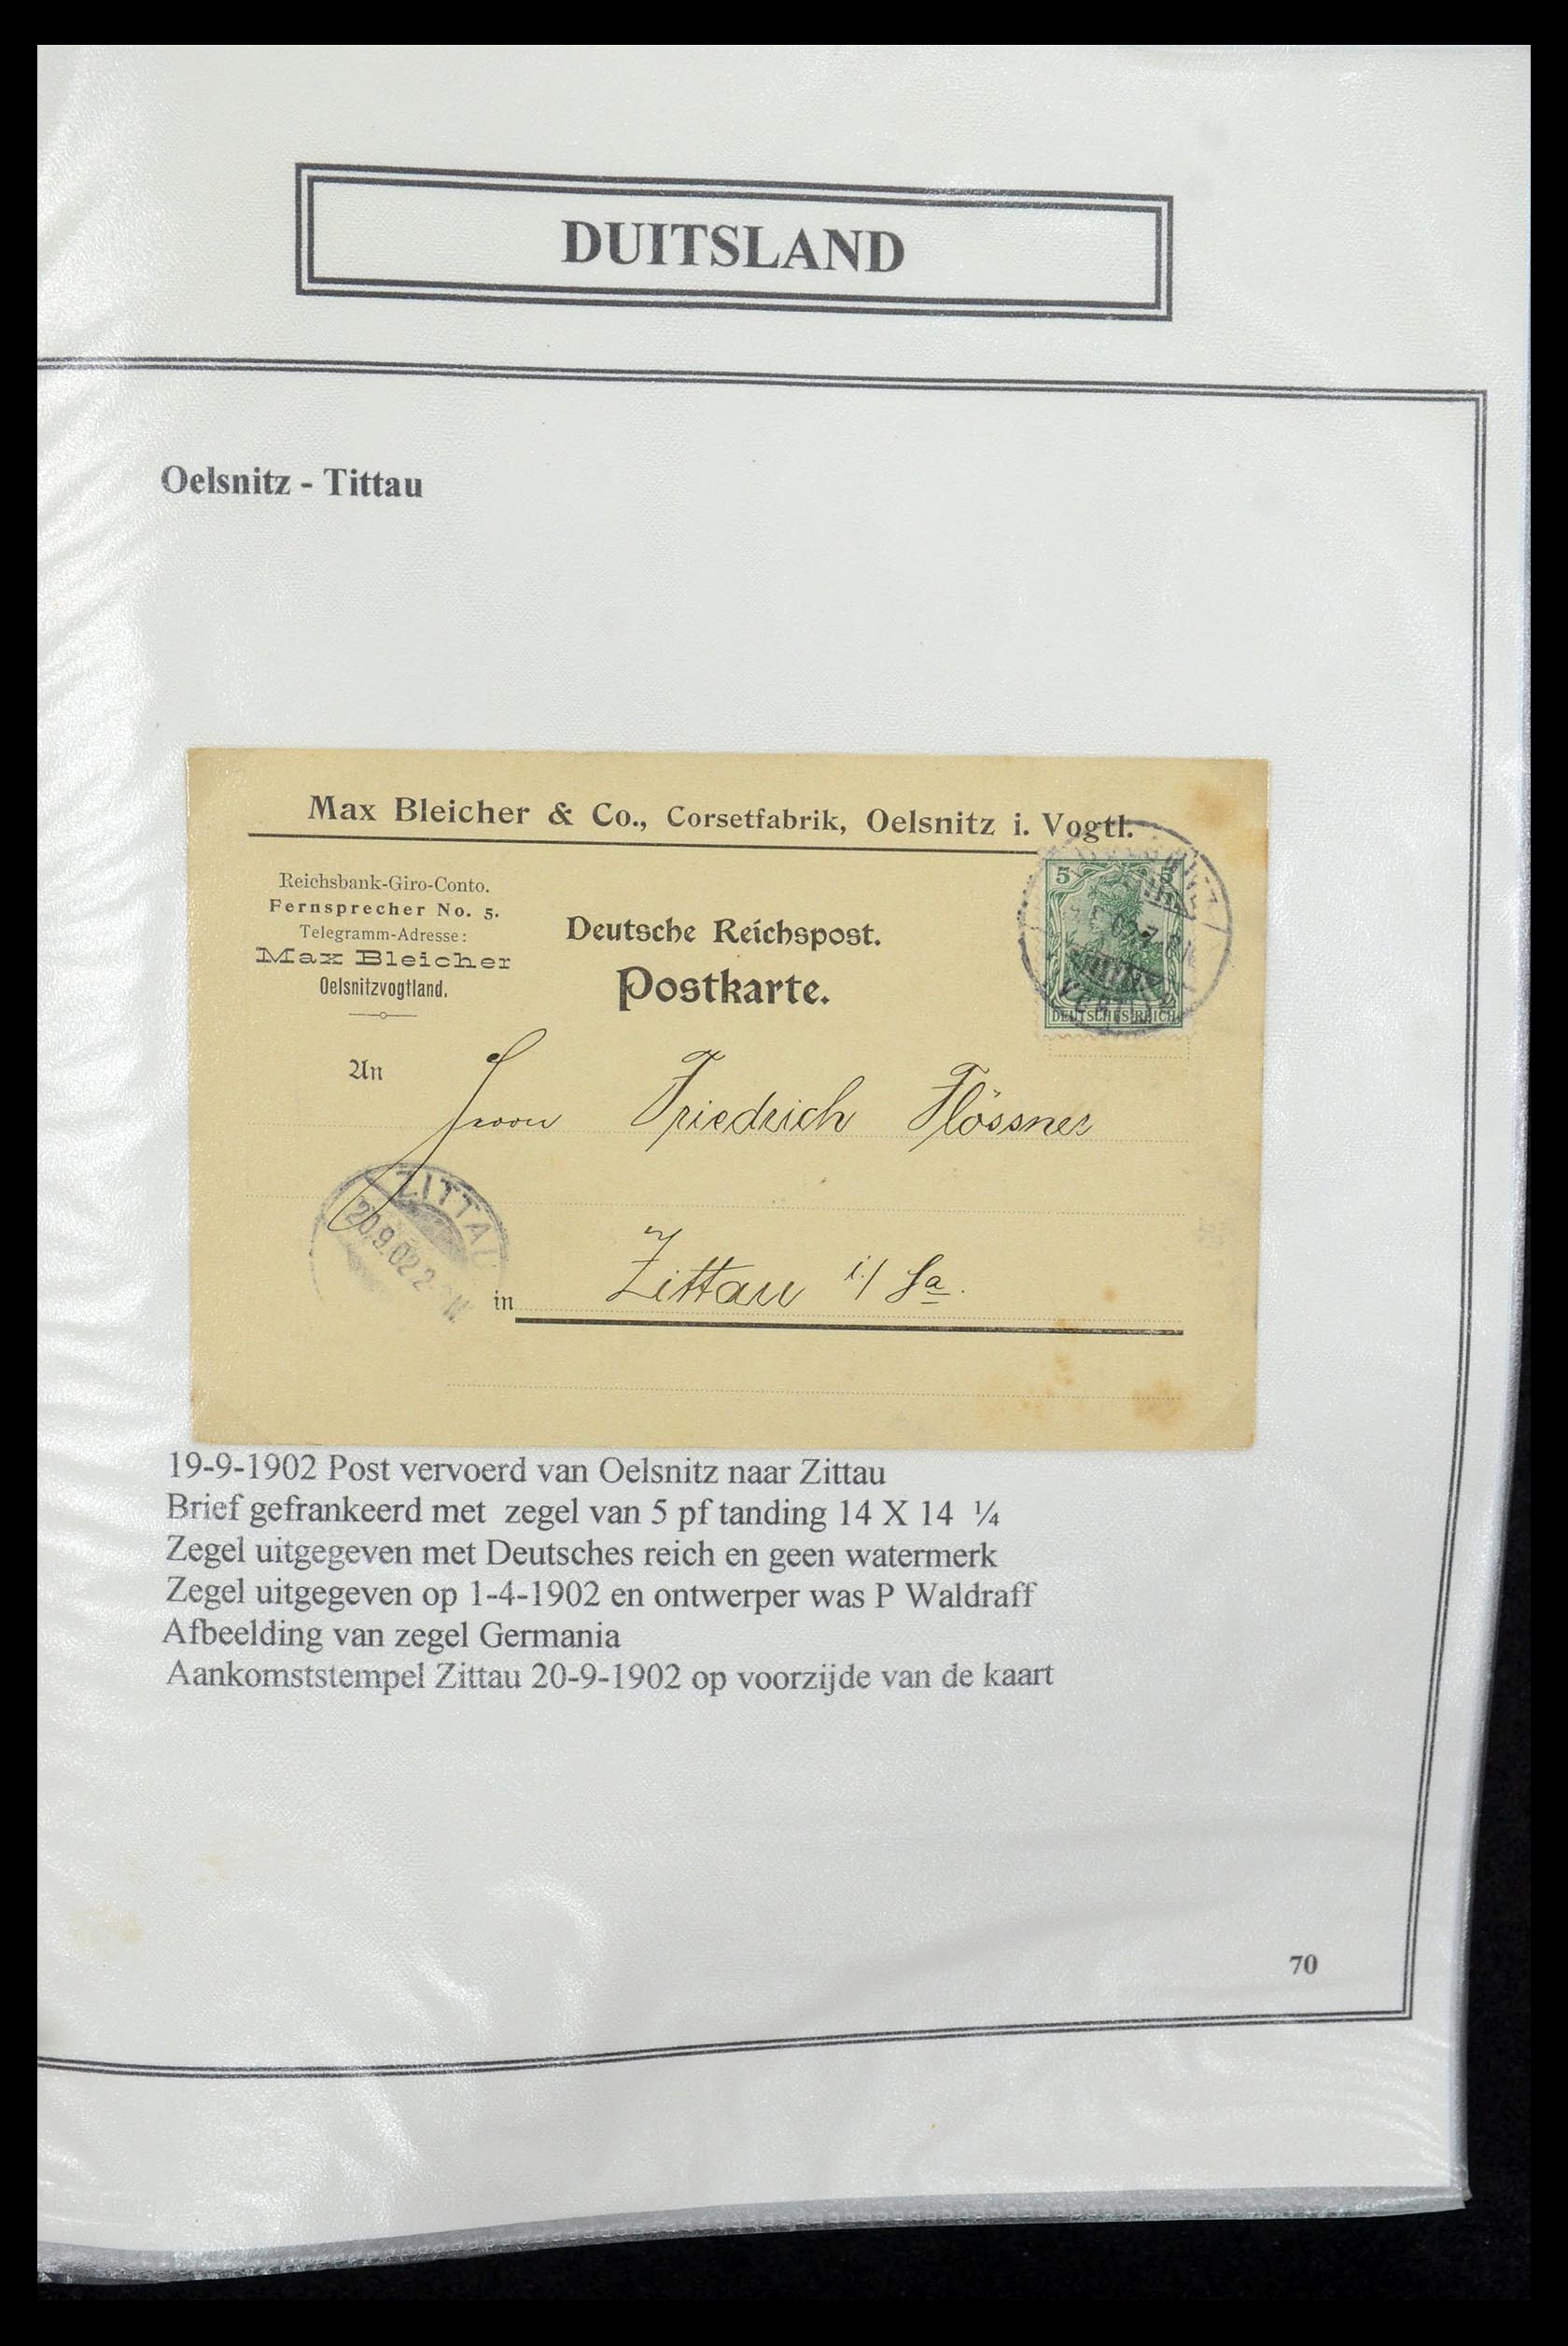 DUITSLAND
Oelsnitz - Tittau
Max Bleicher & Co., Corsetfabrik, Oelsnitz i. Vogtl.
Reichsbank-Giro-Conto.
Fernsprecher No. 5.
Telegramm-Adresse:
Max Bleicher
Oelsnitzvogtland.
Deutsche Reichspost.
Postkarte.
5 5
DEUTSCHES REICH
An
Herrn Friedrich Flössner
ZITTAU
20.9.02 2
in Zittau i/ Sa.
19-9-1902 Post vervoerd van Oelsnitz naar Zittau
Brief gefrankeerd met zegel van 5 pf tanding 14 X 14 ¼
Zegel uitgegeven met Deutsches reich en geen watermerk
Zegel uitgegeven op 1-4-1902 en ontwerper was P Waldraff
Afbeelding van zegel Germania
Aankomststempel Zittau 20-9-1902 op voorzijde van de kaart
70